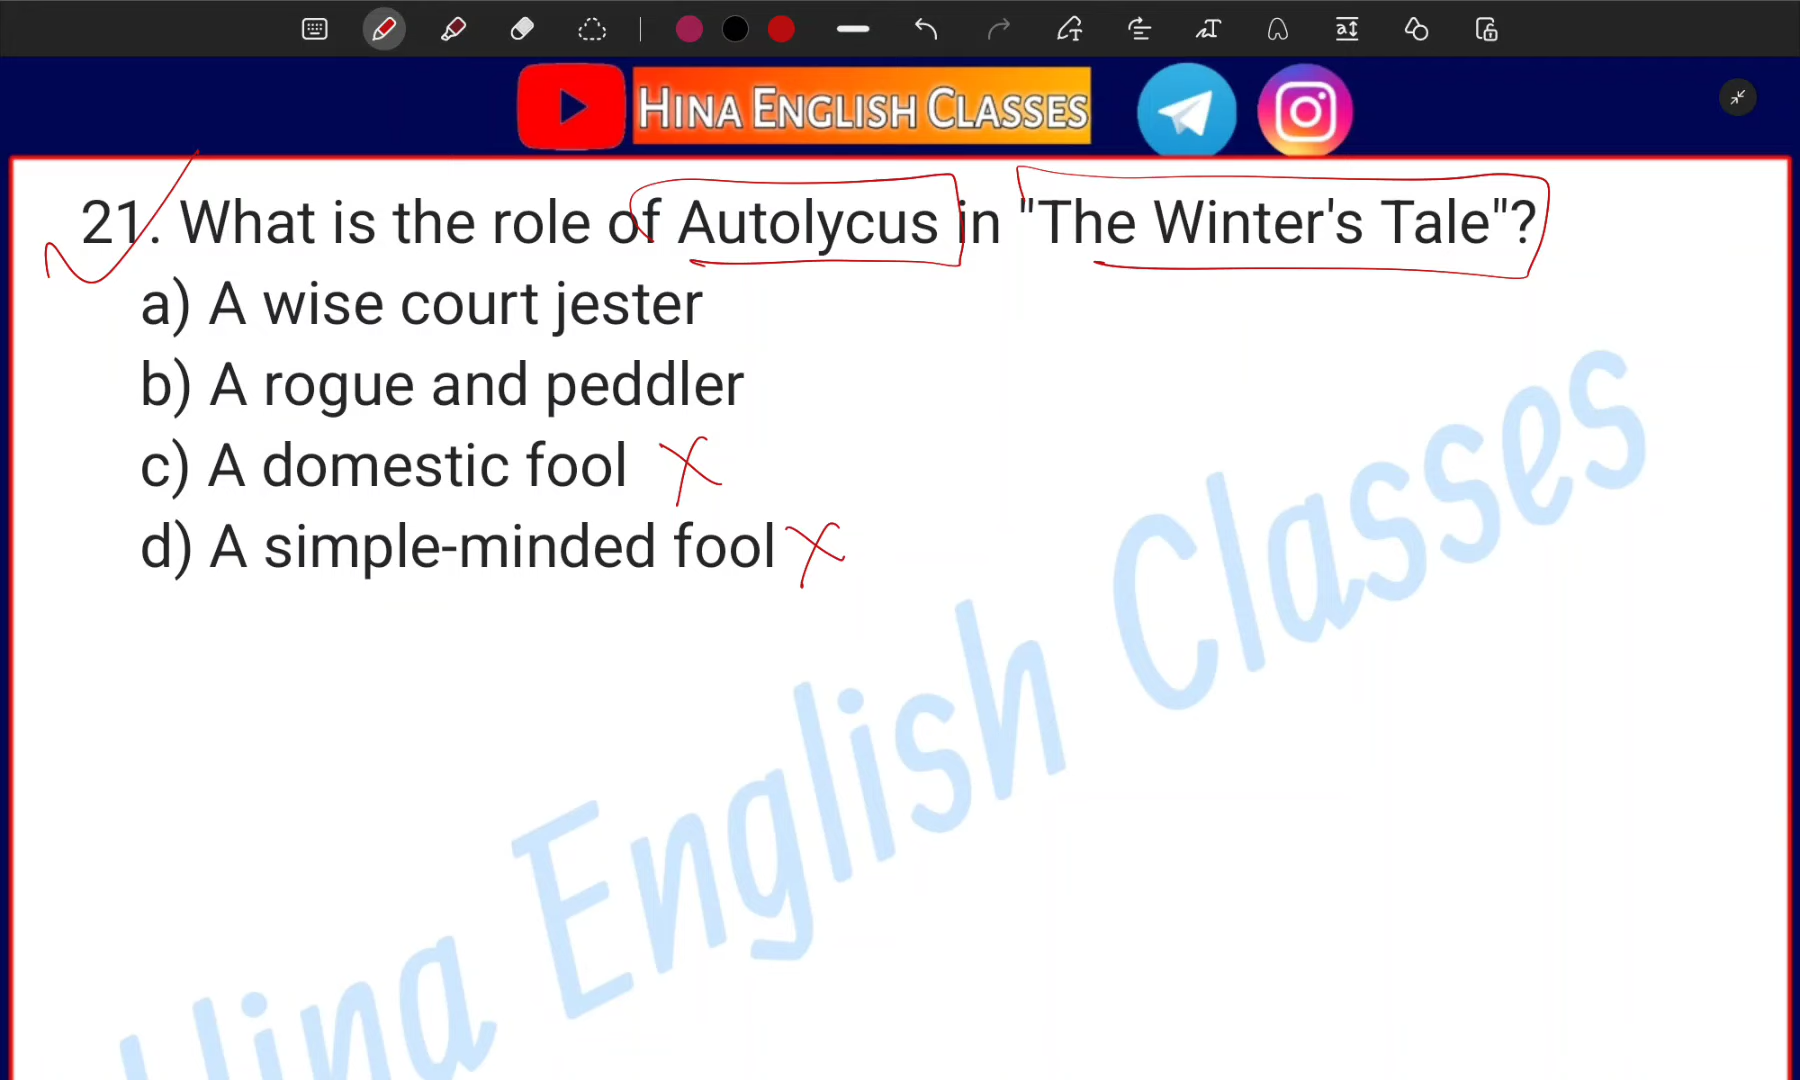 HINA ENGLISH CLASSES
21. What is the role of Autolycus in "The Winter's Tale"?
a) A wise court jester
b) A rogue and peddler
c) A domestic fool
d) A simple-minded fool
Hina English Classes